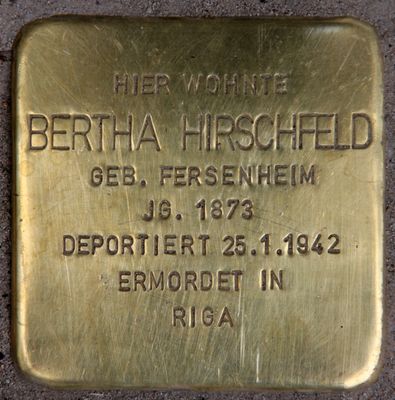 HIER WOHNTE
BERTHA HIRSCHFELD
GEB. FERSENHEIM
JG. 1873
DEPORTIERT 25.1.1942
ERMORDET IN
RIGA